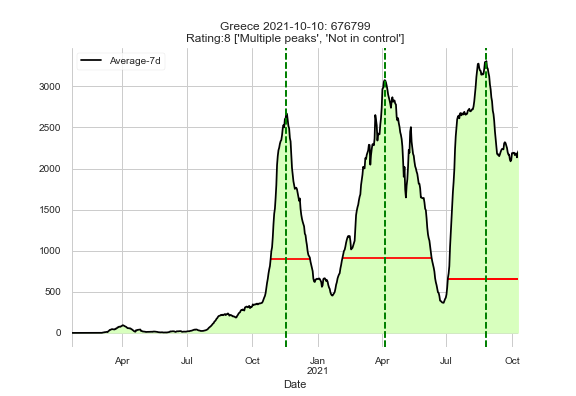 Greece 2021-10-10: 676799
Rating:8 ['Multiple peaks', 'Not in control']
Average-7d
3000
2500
2000
1500
1000
500
0
Apr Jul Oct Jan Apr Jul Oct
2021
Date